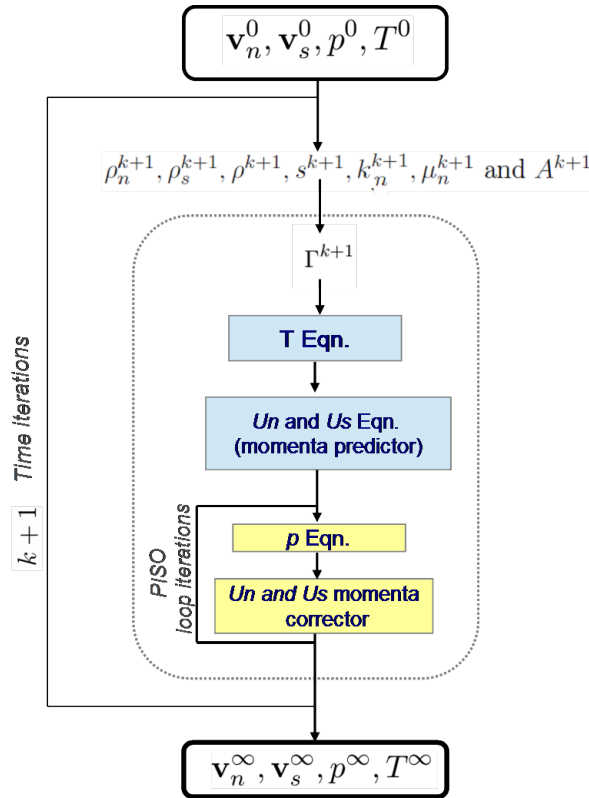 𝐯_n^0, 𝐯_s^0, p^0, T^0
ρ_n^{k+1}, ρ_s^{k+1}, ρ^{k+1}, s^{k+1}, k_n^{k+1}, μ_n^{k+1} and A^{k+1}
Γ^{k+1}
T Eqn.
Un and Us Eqn.
(momenta predictor)
k + 1 Time iterations
PISO
loop iterations
p Eqn.
Un and Us momenta
corrector
𝐯_n^∞, 𝐯_s^∞, p^∞, T^∞